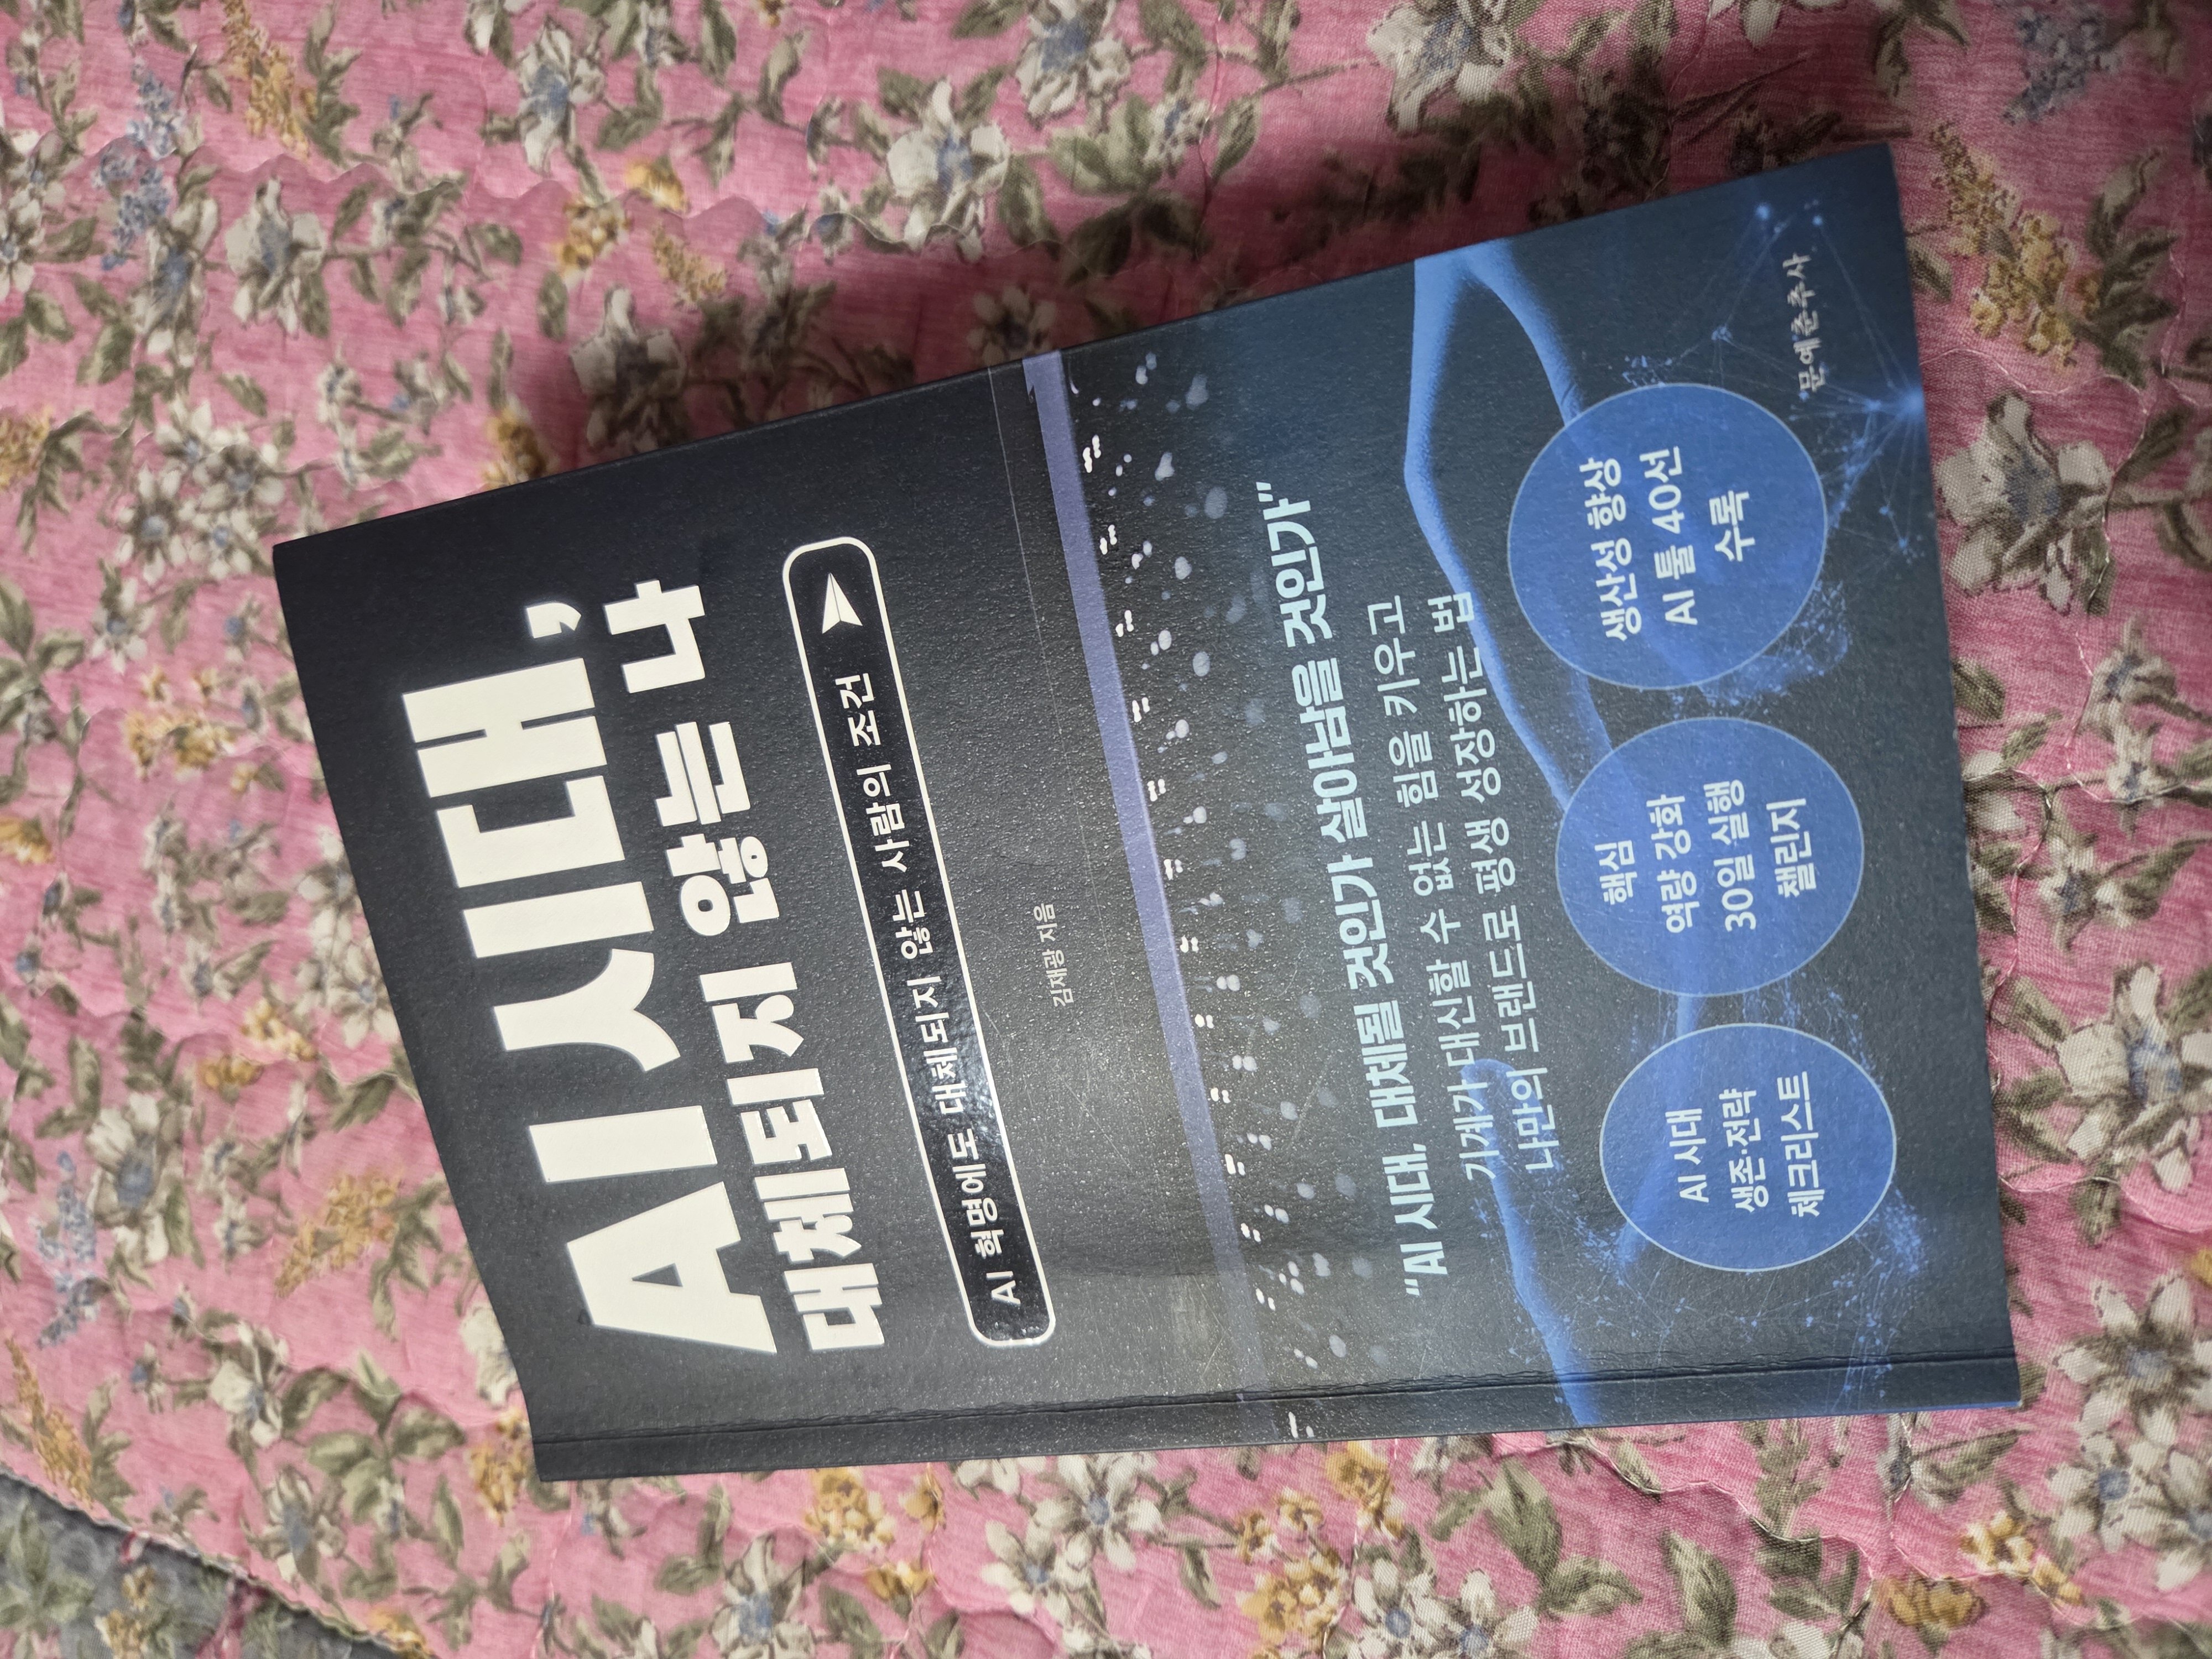 AI 시대,
대체되지 않는 나
AI 혁명에도 대체되지 않는 사람의 조건
김재광 지음
"AI 시대, 대체될 것인가 살아남을 것인가"
기계가 대신할 수 없는 힘을 키우고
나만의 브랜드로 평생 성장하는 법
AI 시대
생존·전략
체크리스트
핵심
역량 강화
30일 실행
챌린지
생산성 향상
AI 툴 40선
수록
문예춘추사